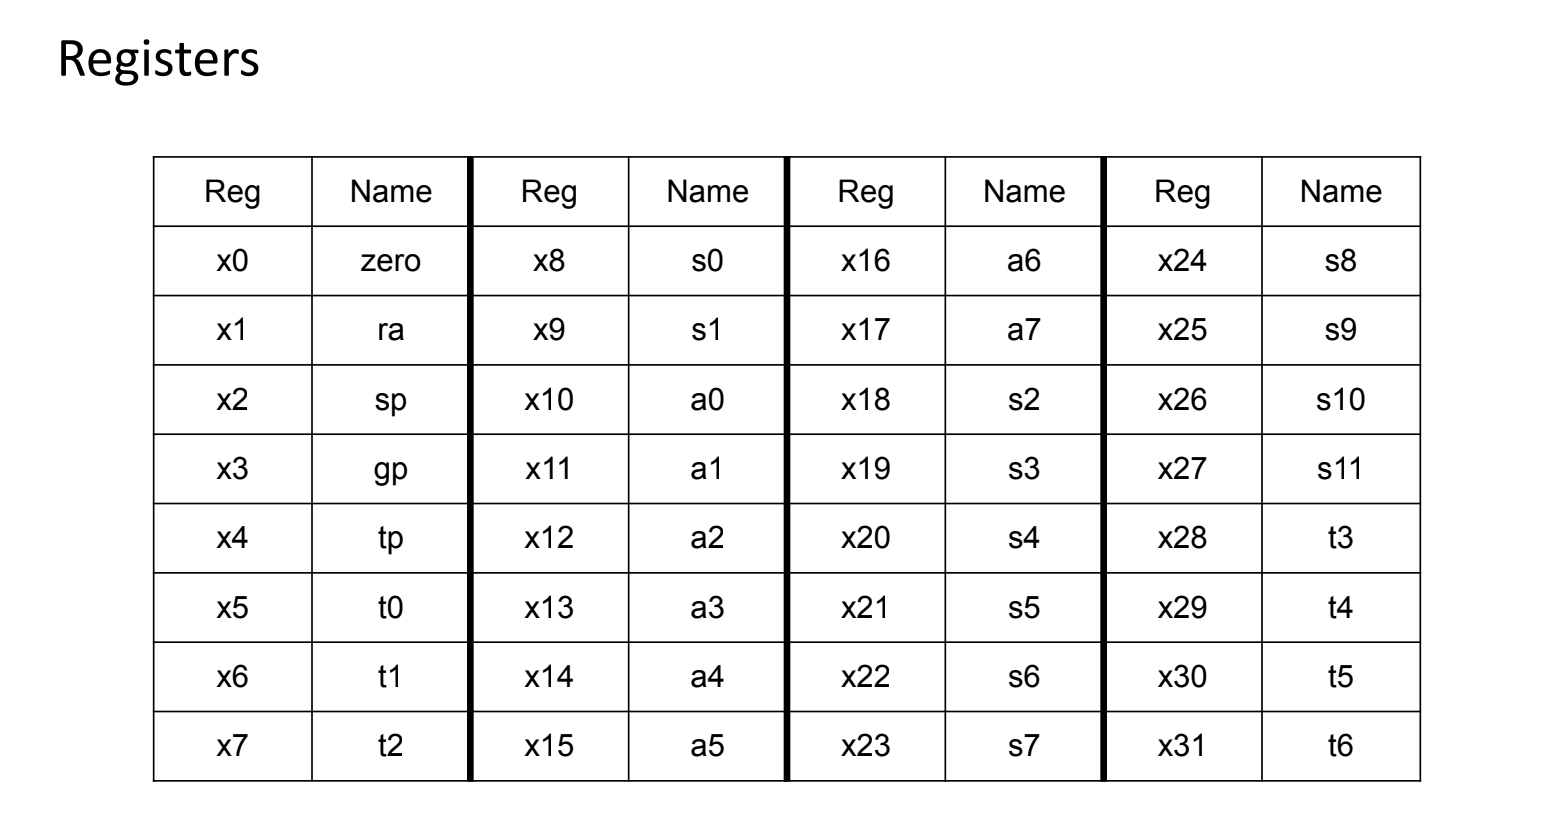 Registers
Reg Name Reg Name Reg Name Reg Name
x0 zero x8 s0 x16 a6 x24 s8
x1 ra x9 s1 x17 a7 x25 s9
x2 sp x10 a0 x18 s2 x26 s10
x3 gp x11 a1 x19 s3 x27 s11
x4 tp x12 a2 x20 s4 x28 t3
x5 t0 x13 a3 x21 s5 x29 t4
x6 t1 x14 a4 x22 s6 x30 t5
x7 t2 x15 a5 x23 s7 x31 t6